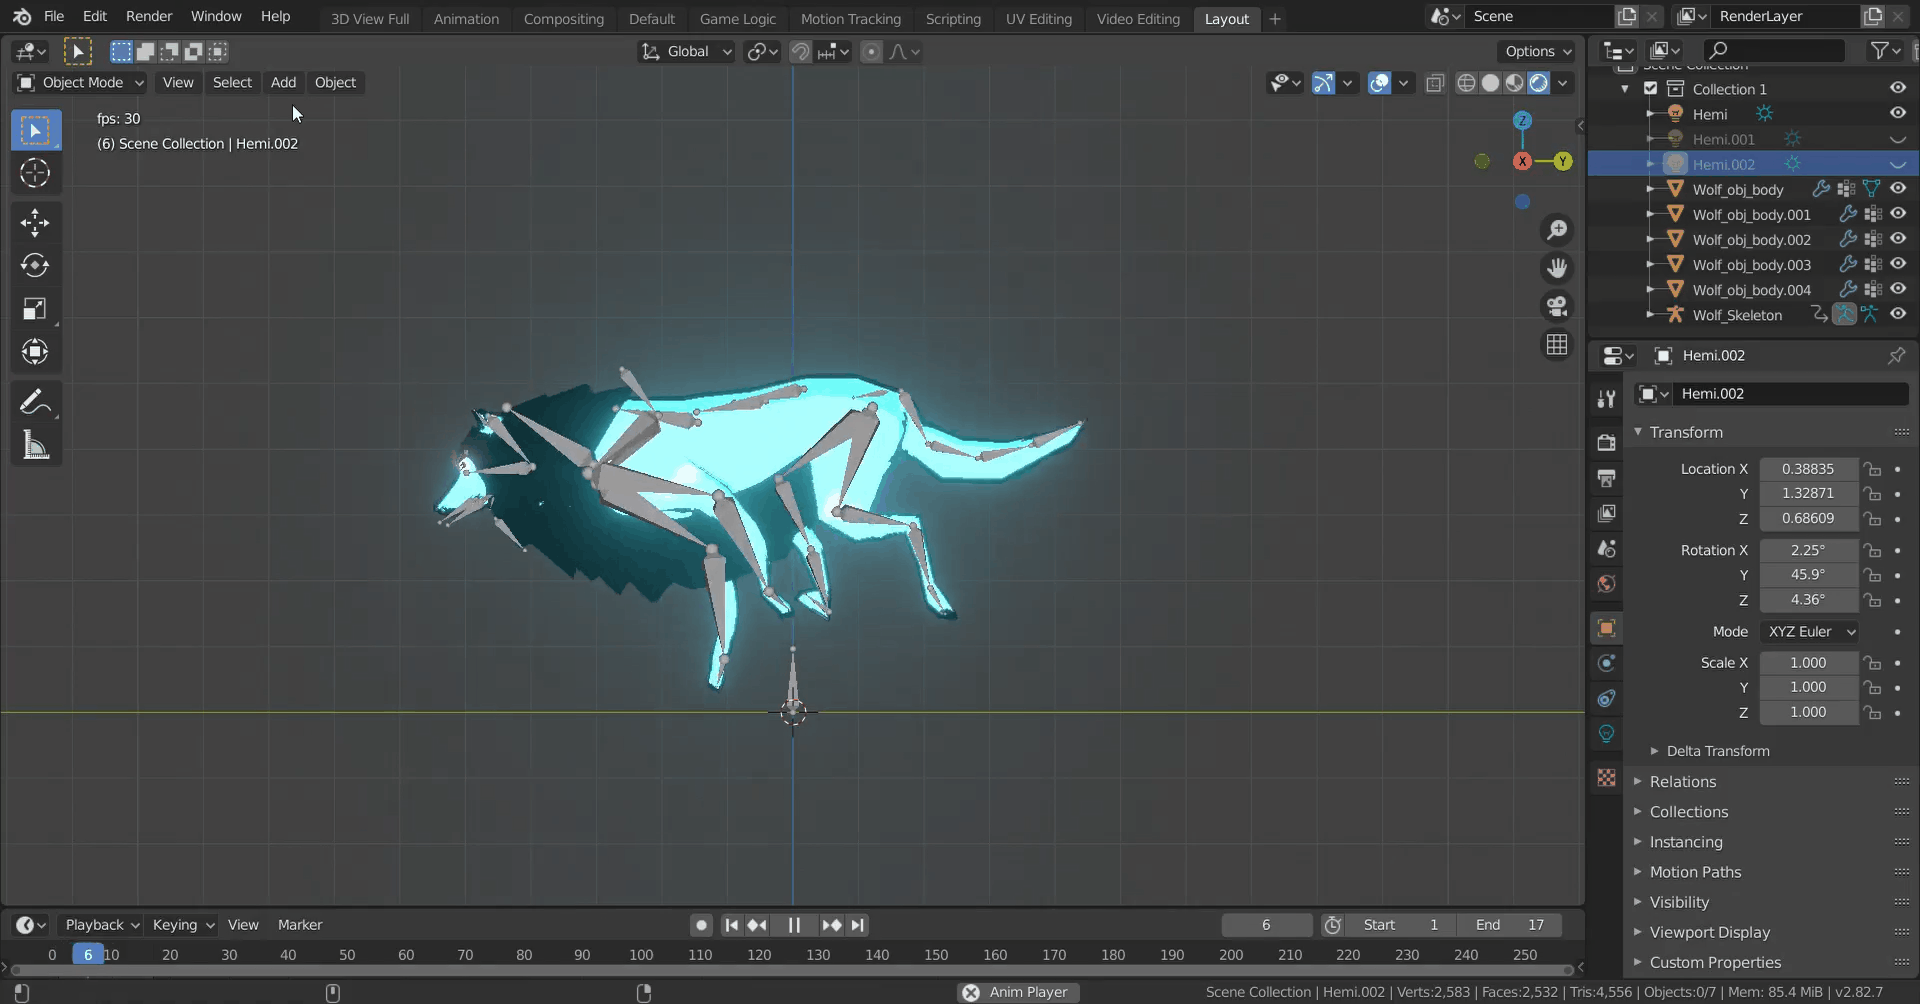 File Edit Render Window Help 3D View Full Animation Compositing Default Game Logic Motion Tracking Scripting UV Editing Video Editing Layout + Scene RenderLayer
Global Options
Object Mode View Select Add Object
fps: 30
(6) Scene Collection | Hemi.002
Z
X Y
Scene Collection
Collection 1
Hemi
Hemi.001
Hemi.002
Wolf_obj_body
Wolf_obj_body.001
Wolf_obj_body.002
Wolf_obj_body.003
Wolf_obj_body.004
Wolf_Skeleton
Hemi.002
Hemi.002
Transform
Location X 0.38835
Y 1.32871
Z 0.68609
Rotation X 2.25°
Y 45.9°
Z 4.36°
Mode XYZ Euler
Scale X 1.000
Y 1.000
Z 1.000
Delta Transform
Relations
Collections
Instancing
Motion Paths
Visibility
Viewport Display
Custom Properties
Playback Keying View Marker 6 Start 1 End 17
0 6 10 20 30 40 50 60 70 80 90 100 110 120 130 140 150 160 170 180 190 200 210 220 230 240 250
Anim Player Scene Collection | Hemi.002 | Verts:2,583 | Faces:2,532 | Tris:4,556 | Objects:0/7 | Mem: 85.4 MiB | v2.82.7